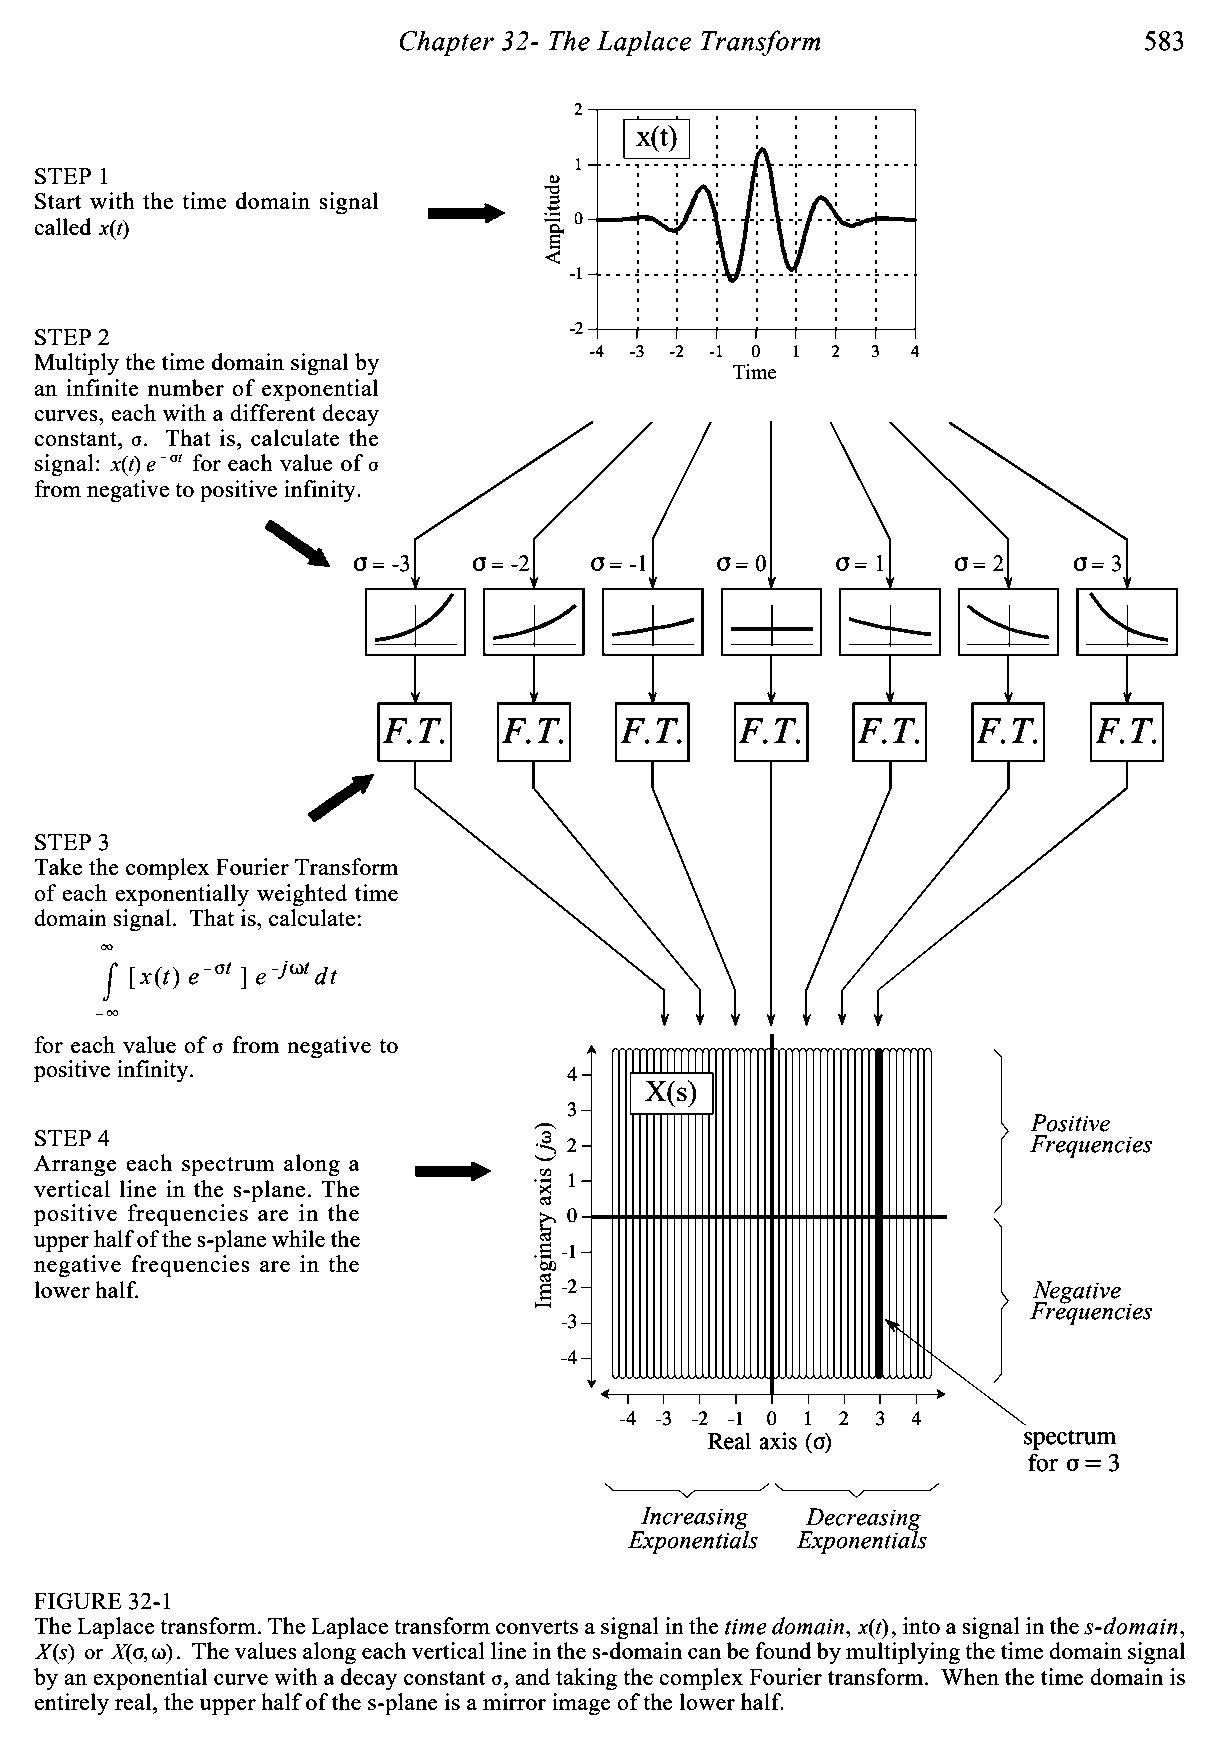 Chapter 32- The Laplace Transform 583
2
x(t)
1
0
-1
-2
Amplitude
-4 -3 -2 -1 0 1 2 3 4
Time
STEP 1
Start with the time domain signal
called x(t)
STEP 2
Multiply the time domain signal by
an infinite number of exponential
curves, each with a different decay
constant, σ. That is, calculate the
signal: x(t) e⁻σᵗ for each value of σ
from negative to positive infinity.
σ = -3 σ = -2 σ = -1 σ = 0 σ = 1 σ = 2 σ = 3
F.T. F.T. F.T. F.T. F.T. F.T. F.T.
STEP 3
Take the complex Fourier Transform
of each exponentially weighted time
domain signal. That is, calculate:
∞
∫ [ x(t) e^-σt ] e^-jωt dt
-∞
for each value of σ from negative to
positive infinity.
STEP 4
Arrange each spectrum along a
vertical line in the s-plane. The
positive frequencies are in the
upper half of the s-plane while the
negative frequencies are in the
lower half.
X(s)
4
3
2
1
0
-1
-2
-3
-4
Imaginary axis (jω)
-4 -3 -2 -1 0 1 2 3 4
Real axis (σ)
Positive
Frequencies
Negative
Frequencies
spectrum
for σ = 3
Increasing
Exponentials
Decreasing
Exponentials
FIGURE 32-1
The Laplace transform. The Laplace transform converts a signal in the time domain, x(t), into a signal in the s-domain,
X(s) or X(σ,ω). The values along each vertical line in the s-domain can be found by multiplying the time domain signal
by an exponential curve with a decay constant σ, and taking the complex Fourier transform. When the time domain is
entirely real, the upper half of the s-plane is a mirror image of the lower half.